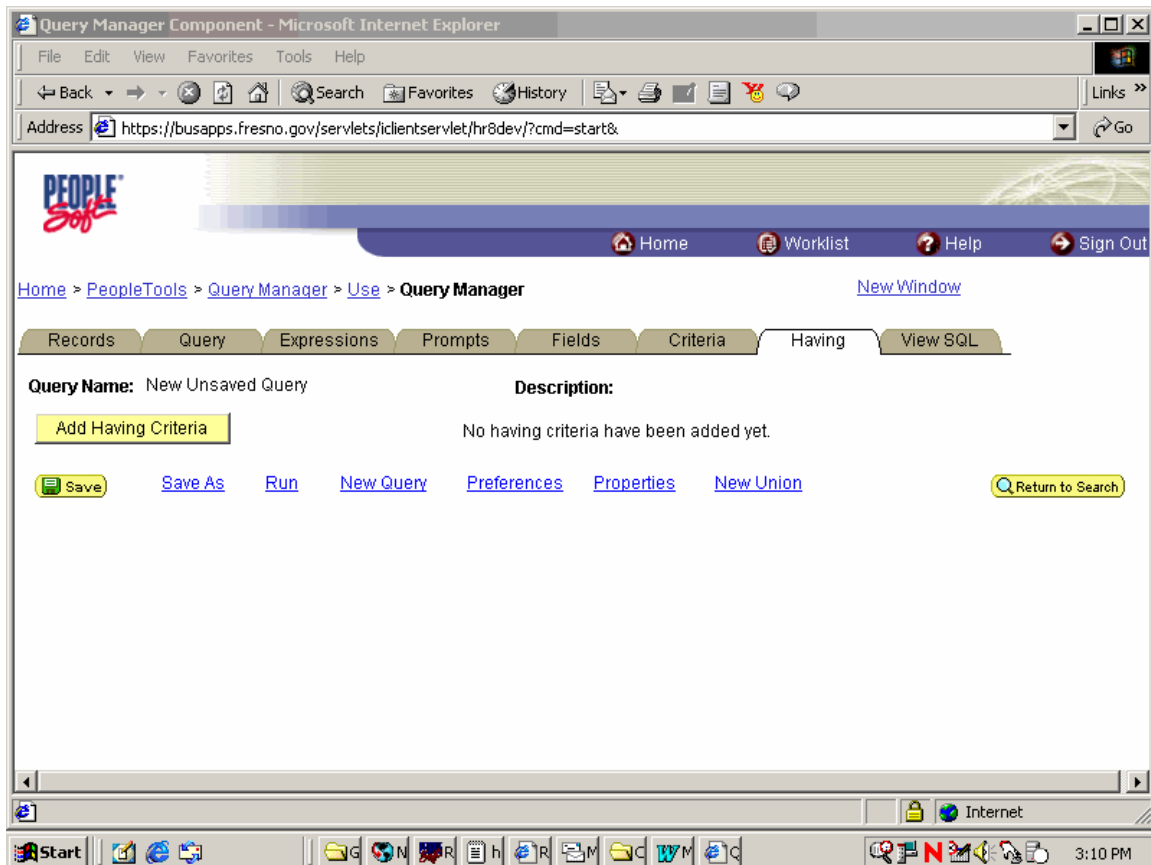 Query Manager Component - Microsoft Internet Explorer
File Edit View Favorites Tools Help
Back Search Favorites History Links »
Address https://busapps.fresno.gov/servlets/iclientservlet/hr8dev/?cmd=start& Go
PEOPLE
Soft
Home Worklist Help Sign Out
Home > PeopleTools > Query Manager > Use > Query Manager New Window
Records Query Expressions Prompts Fields Criteria Having View SQL
Query Name: New Unsaved Query Description:
Add Having Criteria No having criteria have been added yet.
Save Save As Run New Query Preferences Properties New Union Return to Search
Internet
Start G N R h R M C W M C N 3:10 PM